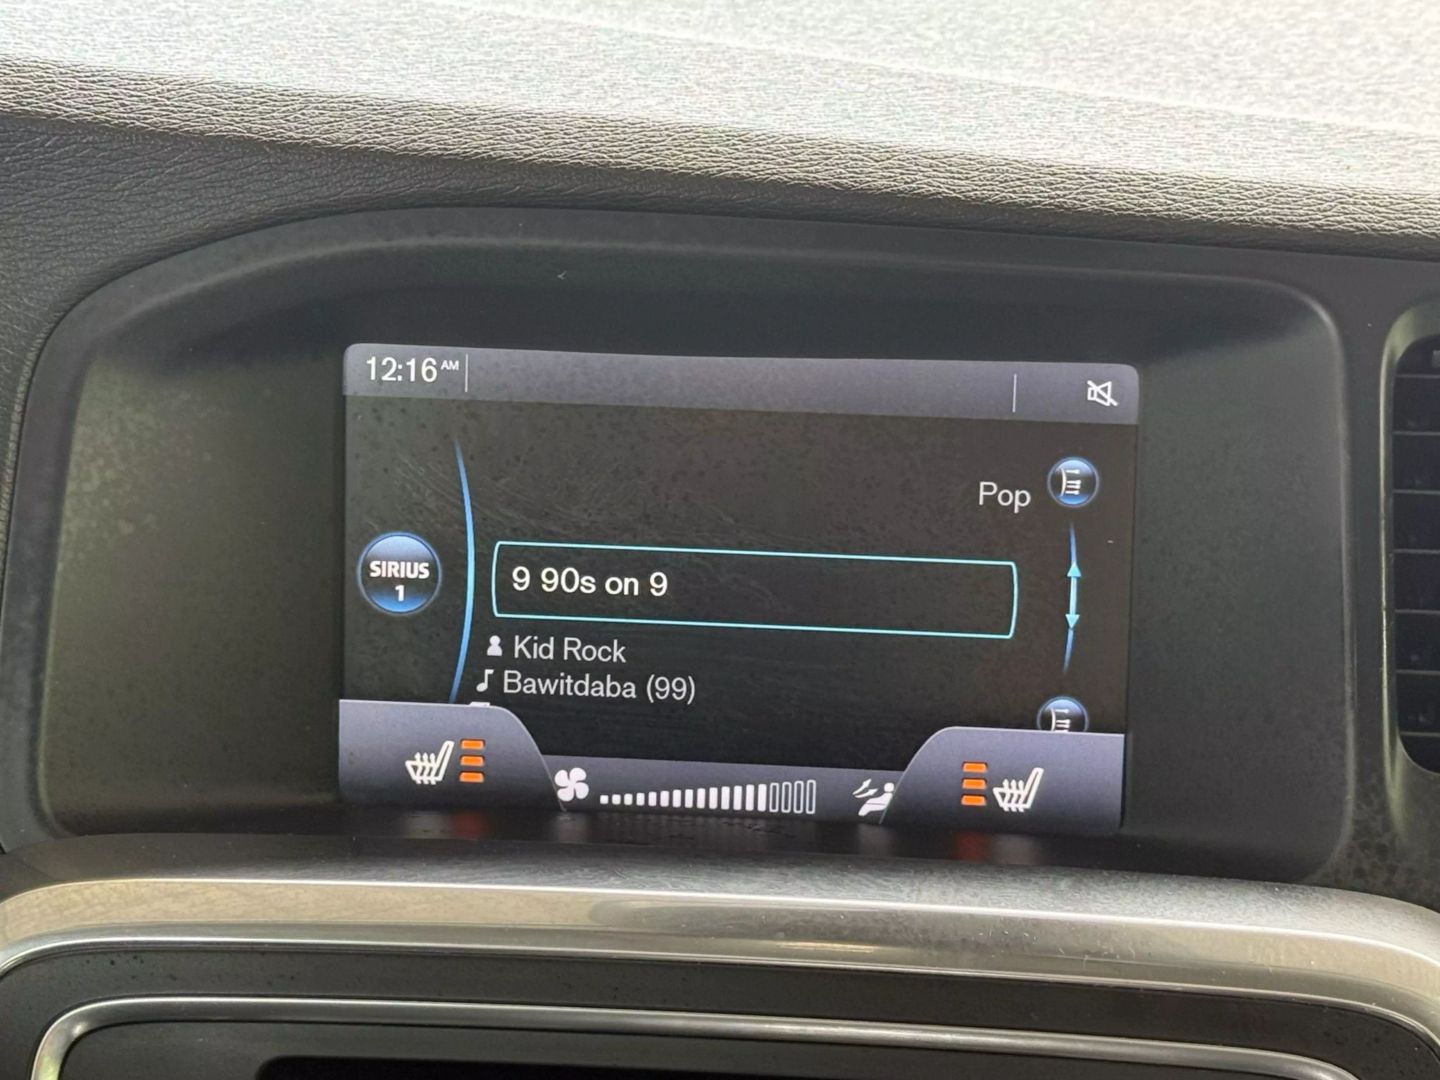 12:16 AM
Pop
SIRIUS
1
9 90s on 9
Kid Rock
Bawitdaba (99)